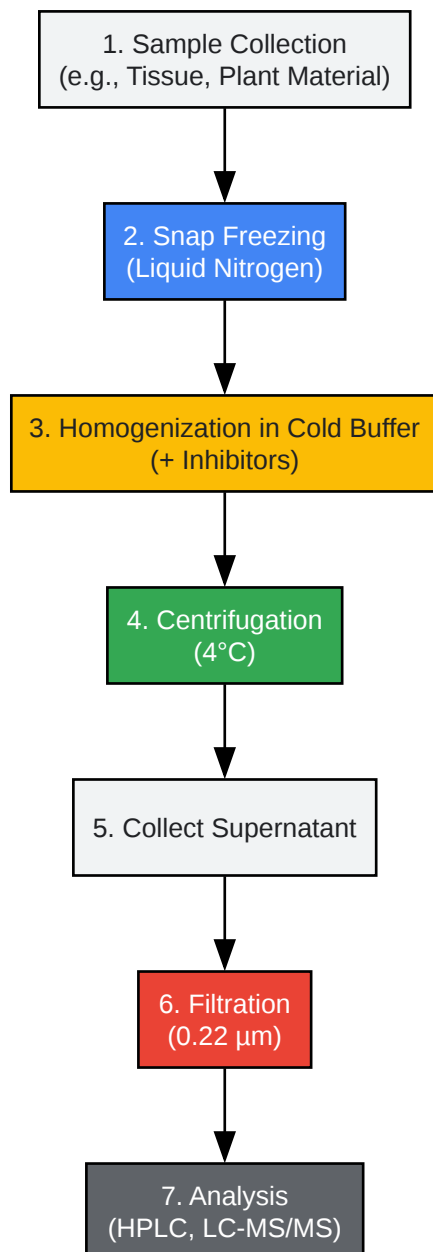 1. Sample Collection
(e.g., Tissue, Plant Material)
2. Snap Freezing
(Liquid Nitrogen)
3. Homogenization in Cold Buffer
(+ Inhibitors)
4. Centrifugation
(4°C)
5. Collect Supernatant
6. Filtration
(0.22 µm)
7. Analysis
(HPLC, LC-MS/MS)